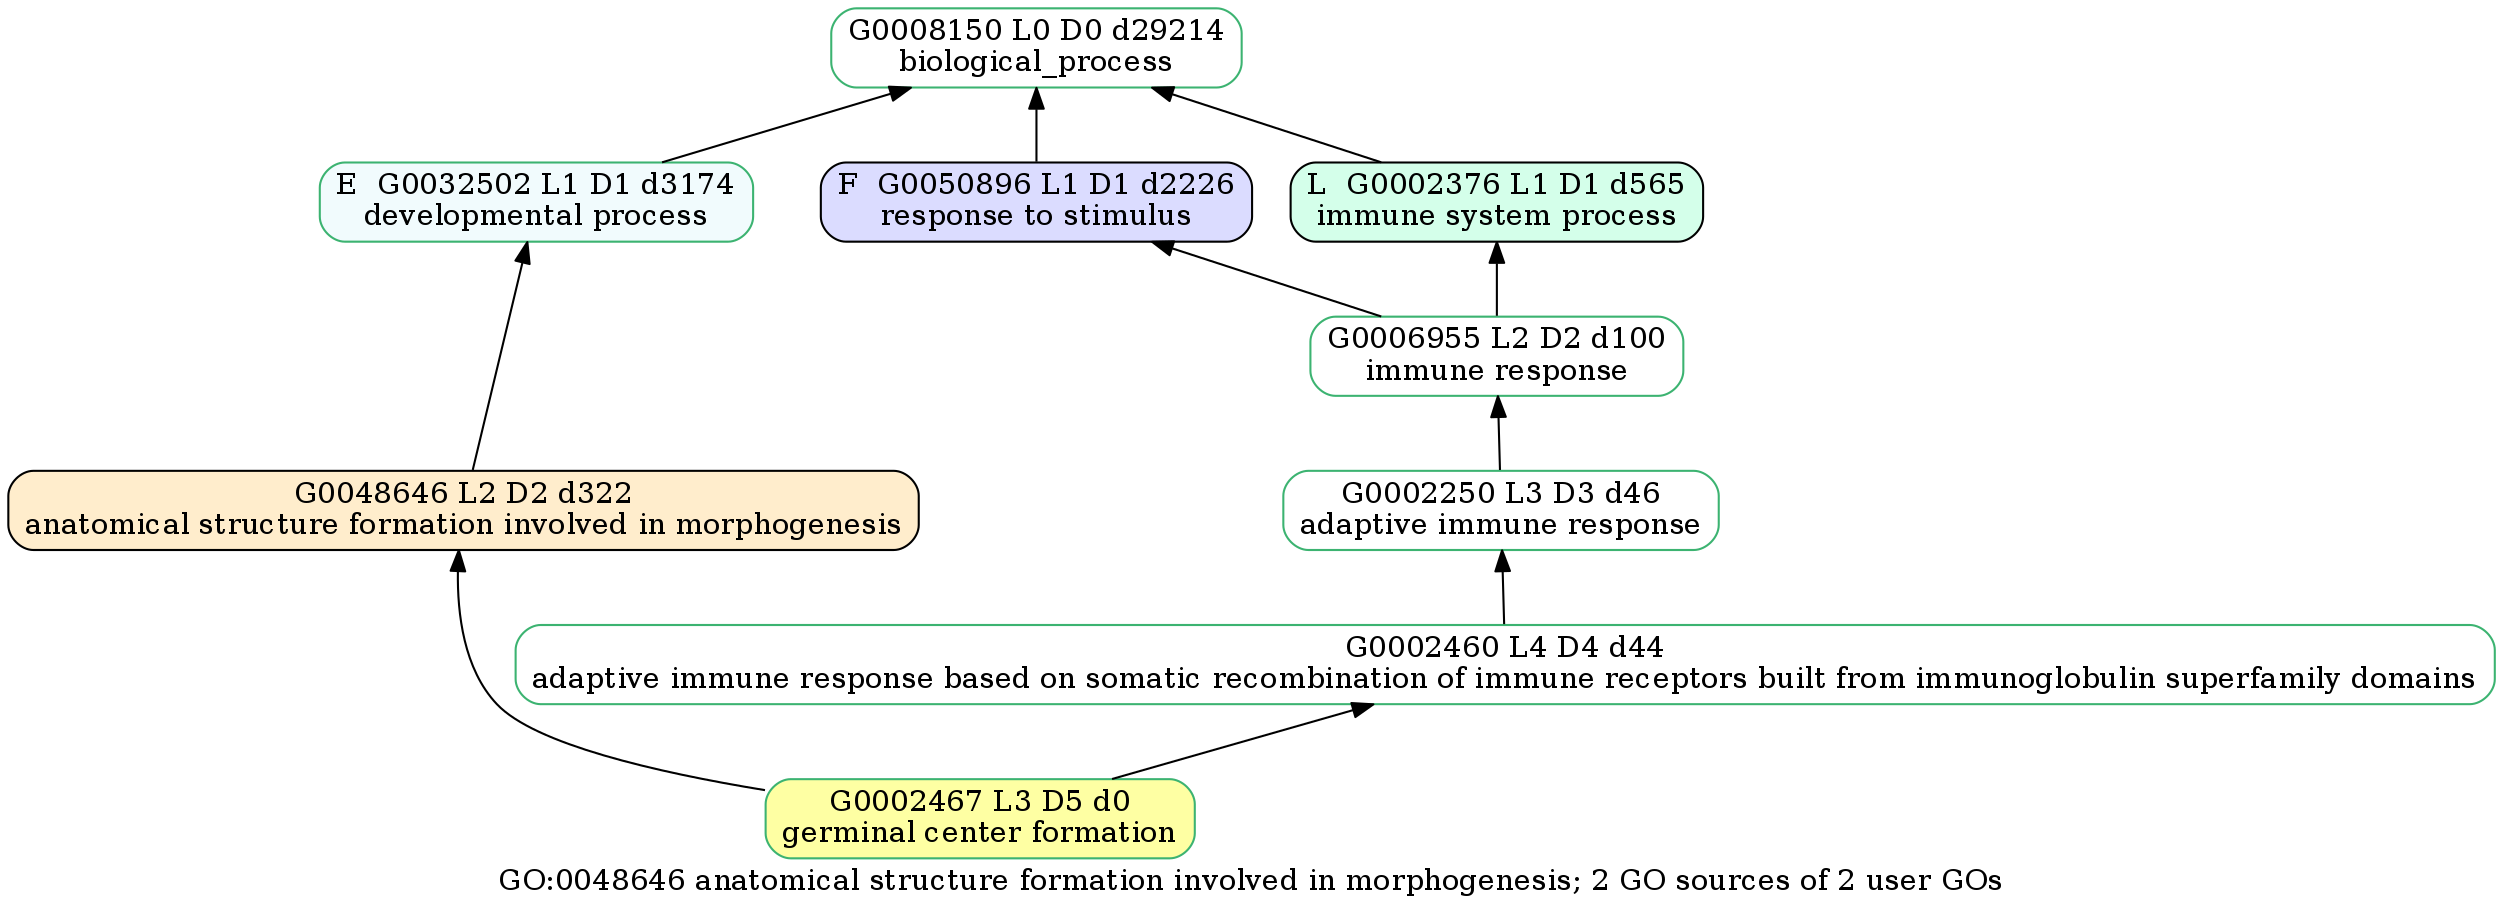 G0008150 L0 D0 d29214
biological_process
E G0032502 L1 D1 d3174
developmental process
F G0050896 L1 D1 d2226
response to stimulus
L G0002376 L1 D1 d565
immune system process
G0006955 L2 D2 d100
immune response
G0048646 L2 D2 d322
anatomical structure formation involved in morphogenesis
G0002250 L3 D3 d46
adaptive immune response
G0002460 L4 D4 d44
adaptive immune response based on somatic recombination of immune receptors built from immunoglobulin superfamily domains
G0002467 L3 D5 d0
germinal center formation
GO:0048646 anatomical structure formation involved in morphogenesis; 2 GO sources of 2 user GOs